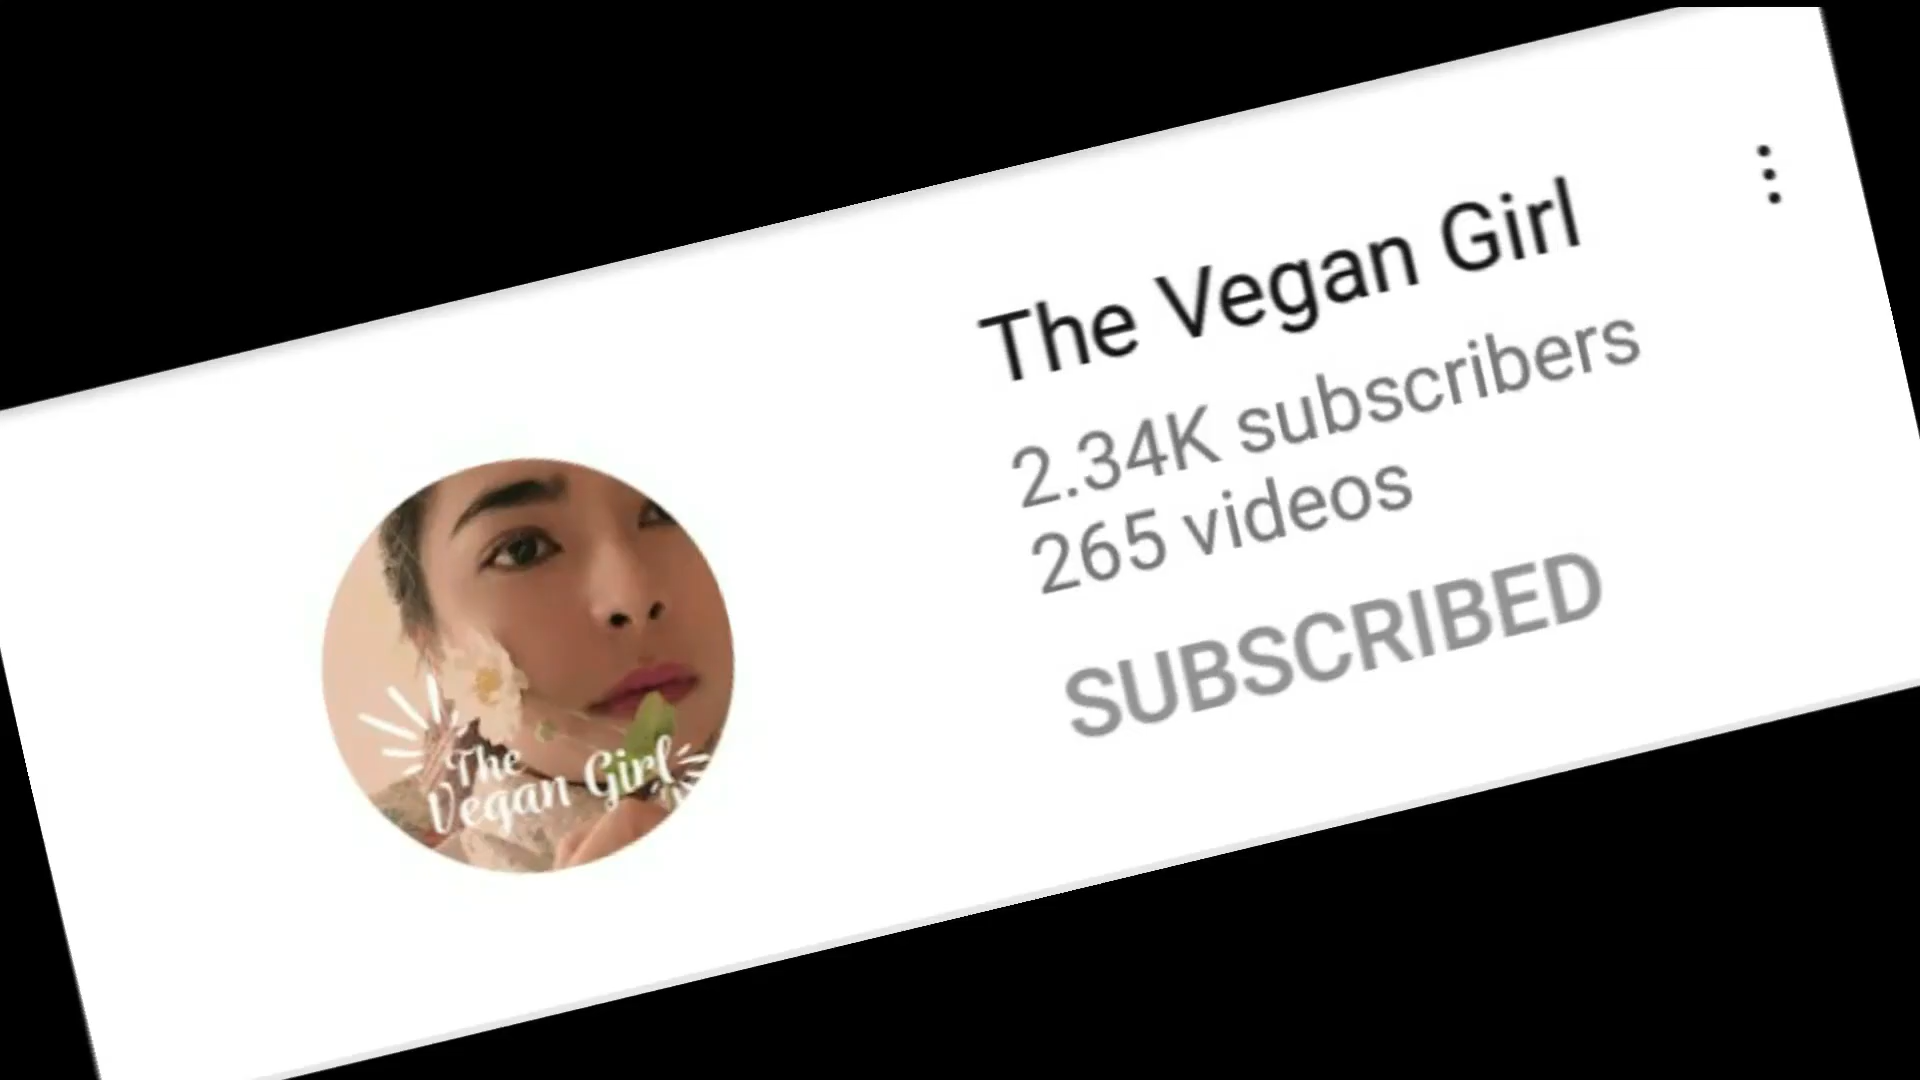 The Vegan Girl
2.34K subscribers
265 videos
SUBSCRIBED
The
Vegan Girl